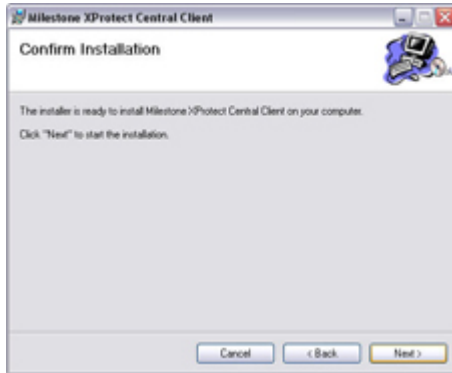 Milestone XProtect Central Client
Confirm Installation
The installer is ready to install Milestone XProtect Central Client on your computer.
Click "Next" to start the installation.
Cancel
< Back
Next >